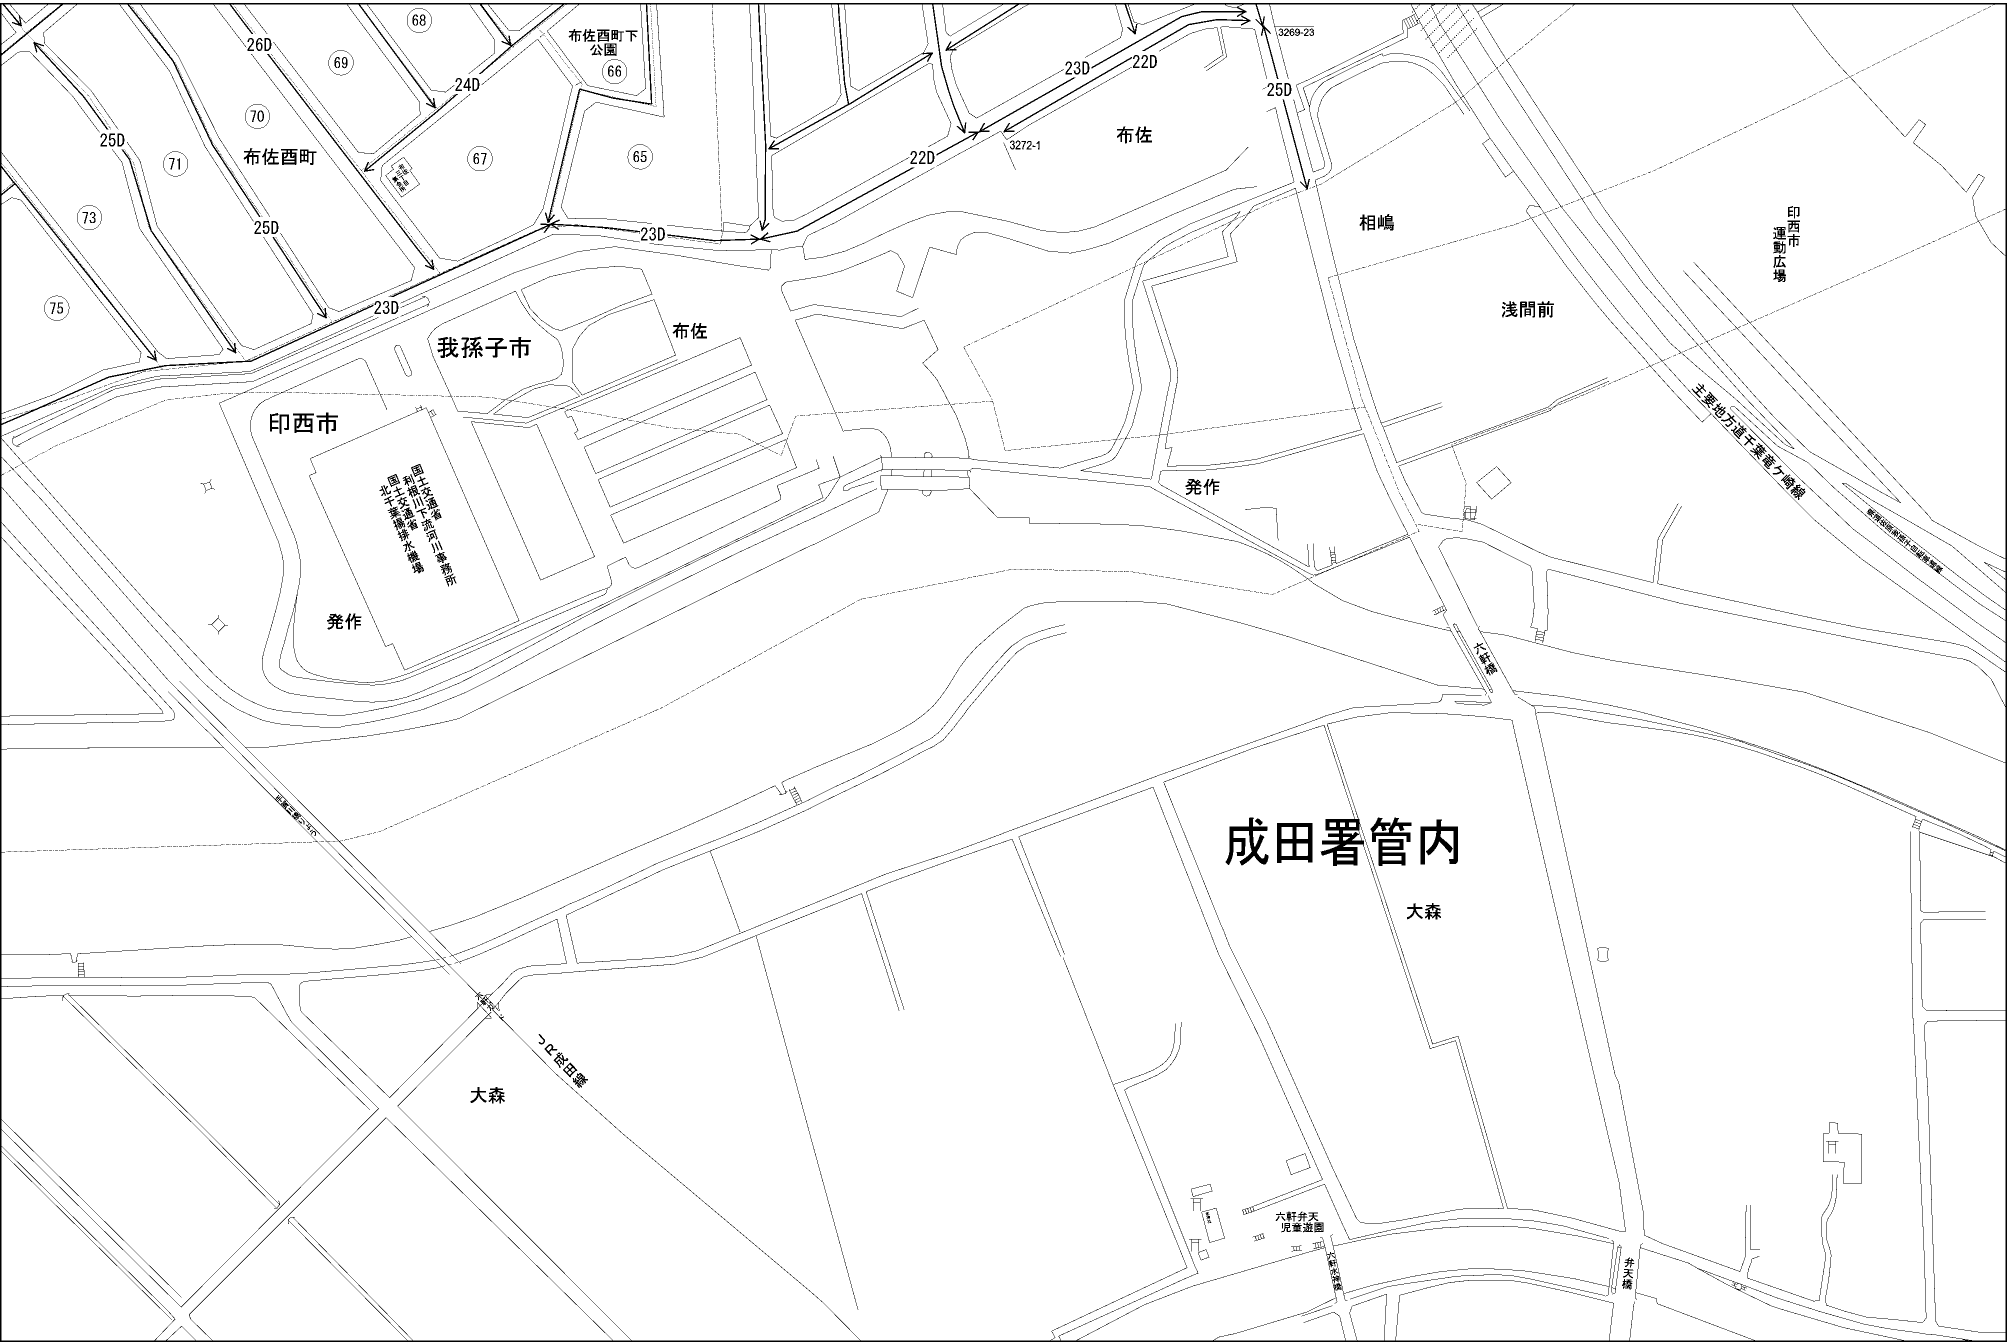 68
布佐酉町下
公園
66
26D
69
24D
3269-23
23D
22D
25D
70
25D
71
布佐酉町
67
65
22D
3272-1
布佐
73
25D
23D
相嶋
印西市
運動広場
75
23D
我孫子市
布佐
浅間前
印西市
主要地方道千葉竜ケ崎線
国土交通省
利根川下流河川事務所
国土交通省
北千葉揚排水機場
発作
発作
六軒橋
成田署管内
大森
JR成田線
大森
六軒弁天
児童遊園
弁天橋